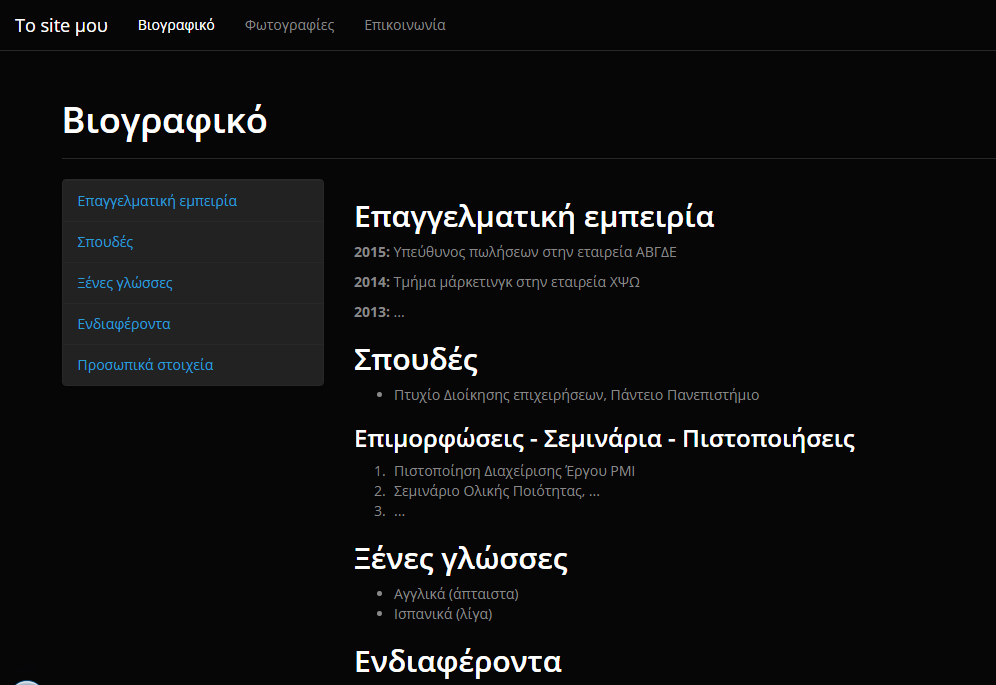 Το site μου
Βιογραφικό
Φωτογραφίες
Επικοινωνία
Βιογραφικό
Επαγγελματική εμπειρία
Σπουδές
Ξένες γλώσσες
Ενδιαφέροντα
Προσωπικά στοιχεία
Επαγγελματική εμπειρία
2015: Υπεύθυνος πωλήσεων στην εταιρεία ΑΒΓΔΕ
2014: Τμήμα μάρκετινγκ στην εταιρεία ΧΨΩ
2013: ...
Σπουδές
• Πτυχίο Διοίκησης επιχειρήσεων, Πάντειο Πανεπιστήμιο
Επιμορφώσεις - Σεμινάρια - Πιστοποιήσεις
1. Πιστοποίηση Διαχείρισης Έργου PMI
2. Σεμινάριο Ολικής Ποιότητας, ...
3. ...
Ξένες γλώσσες
• Αγγλικά (άπταιστα)
• Ισπανικά (λίγα)
Ενδιαφέροντα